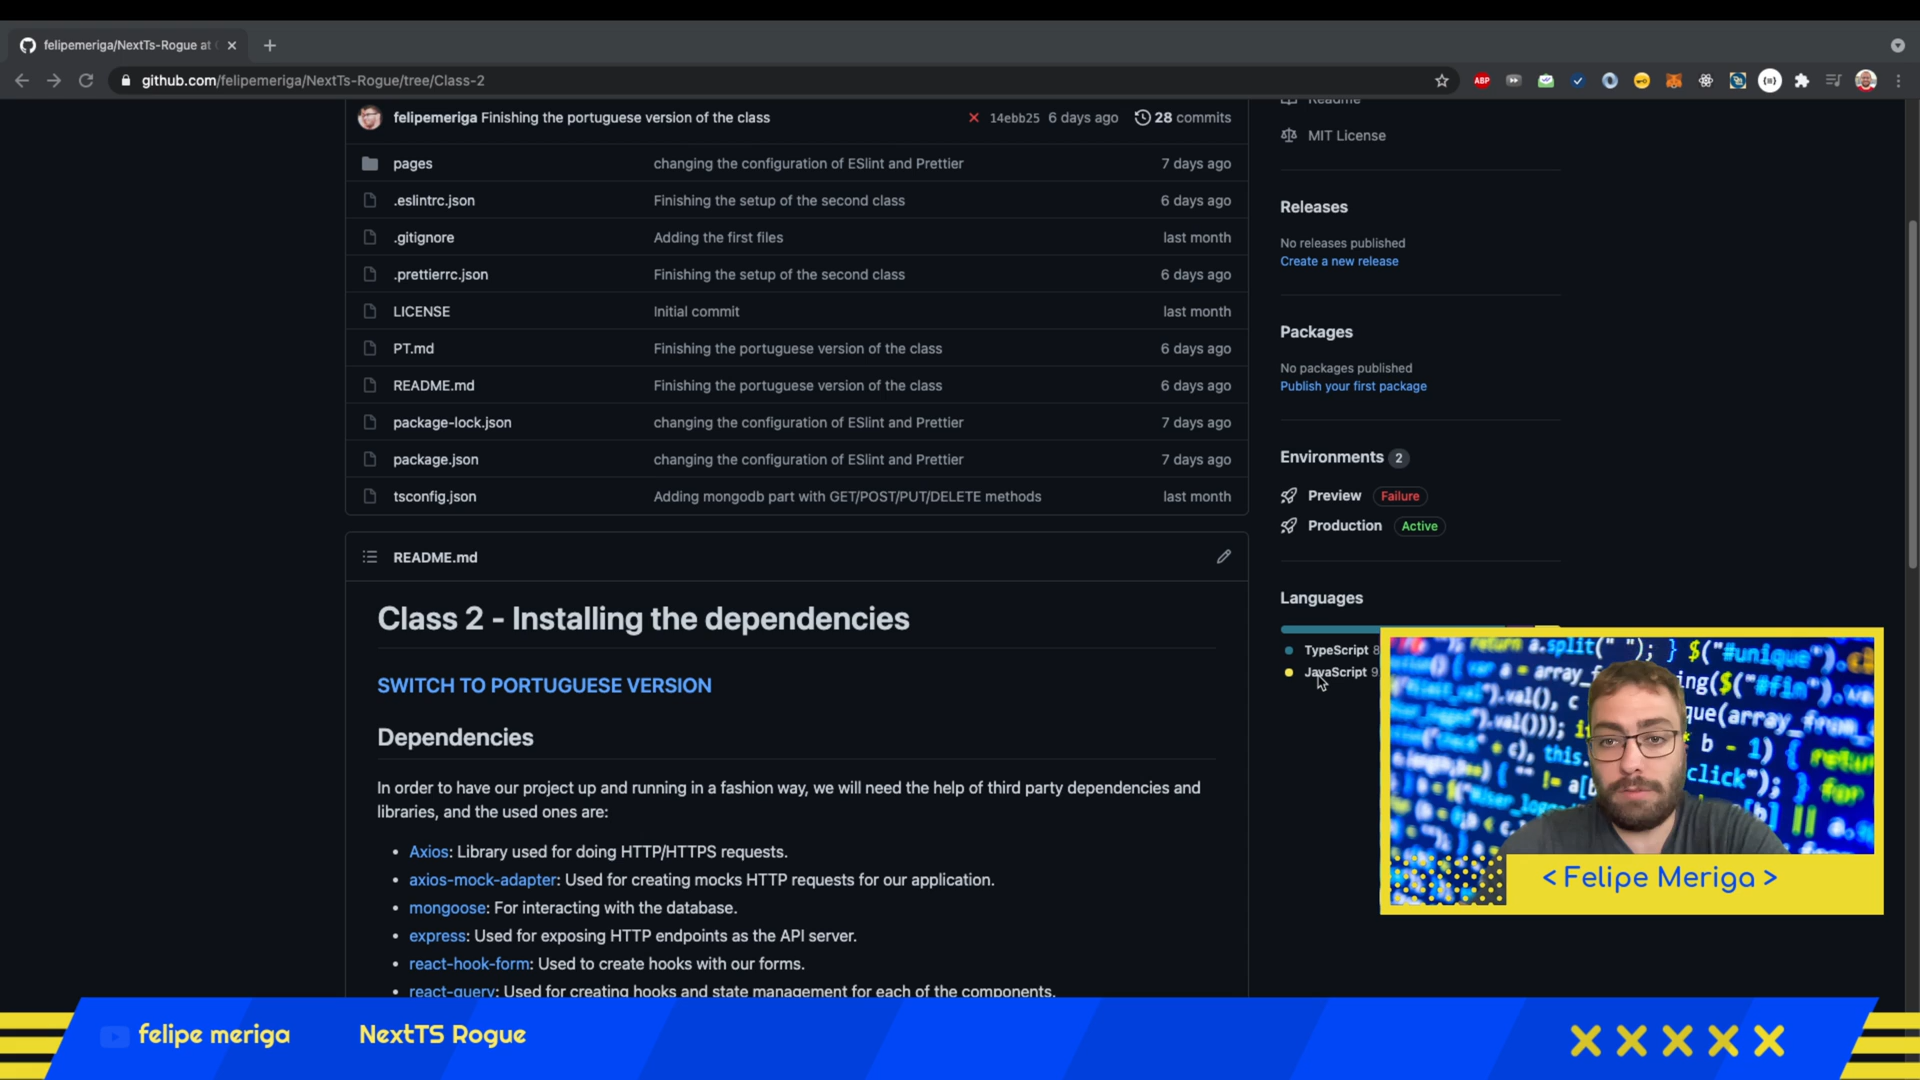 felipemeriga/NextTs-Rogue at
github.com/felipemeriga/NextTs-Rogue/tree/Class-2
ABP
felipemeriga Finishing the portuguese version of the class 14ebb25 6 days ago 28 commits
pages changing the configuration of ESlint and Prettier 7 days ago
.eslintrc.json Finishing the setup of the second class 6 days ago
.gitignore Adding the first files last month
.prettierrc.json Finishing the setup of the second class 6 days ago
LICENSE Initial commit last month
PT.md Finishing the portuguese version of the class 6 days ago
README.md Finishing the portuguese version of the class 6 days ago
package-lock.json changing the configuration of ESlint and Prettier 7 days ago
package.json changing the configuration of ESlint and Prettier 7 days ago
tsconfig.json Adding mongodb part with GET/POST/PUT/DELETE methods last month
README.md
Class 2 - Installing the dependencies
SWITCH TO PORTUGUESE VERSION
Dependencies
In order to have our project up and running in a fashion way, we will need the help of third party dependencies and
libraries, and the used ones are:
• Axios: Library used for doing HTTP/HTTPS requests.
• axios-mock-adapter: Used for creating mocks HTTP requests for our application.
• mongoose: For interacting with the database.
• express: Used for exposing HTTP endpoints as the API server.
• react-hook-form: Used to create hooks with our forms.
• react-query: Used for creating hooks and state management for each of the components.
Readme
MIT License
Releases
No releases published
Create a new release
Packages
No packages published
Publish your first package
Environments 2
Preview Failure
Production Active
Languages
TypeScript 8
JavaScript 9
return a.split(" "); } $("#unique")
< Felipe Meriga >
felipe meriga NextTS Rogue